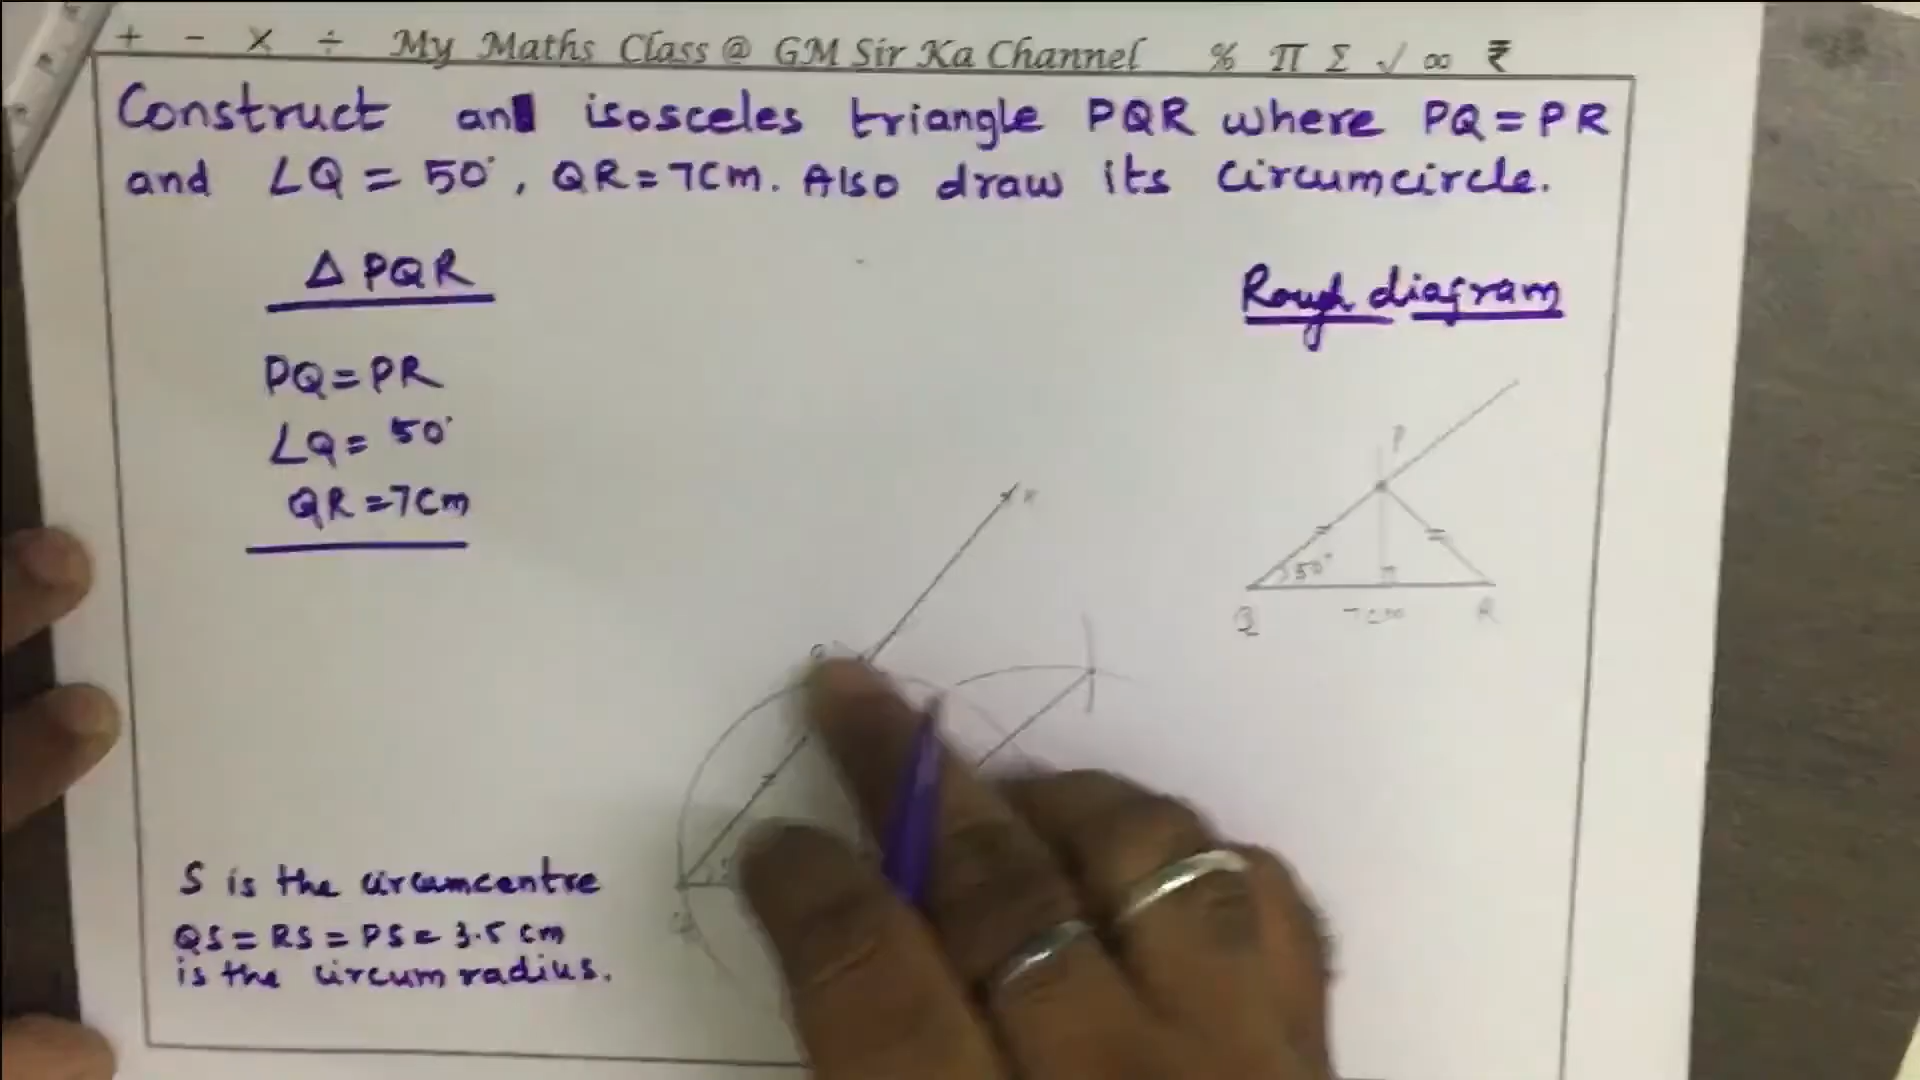 + - × ÷ My Maths Class @ GM Sir Ka Channel % Π Σ √ ∞ ₹
Construct an isosceles triangle PQR where PQ = PR
and ∠Q = 50°, QR = 7cm. Also draw its circumcircle.
Δ PQR
PQ = PR
∠Q = 50°
QR = 7cm
Rough diagram
P
50°
Q 7cm R
S is the circumcentre
QS = RS = PS = 3.5 cm
is the circum radius.
Q